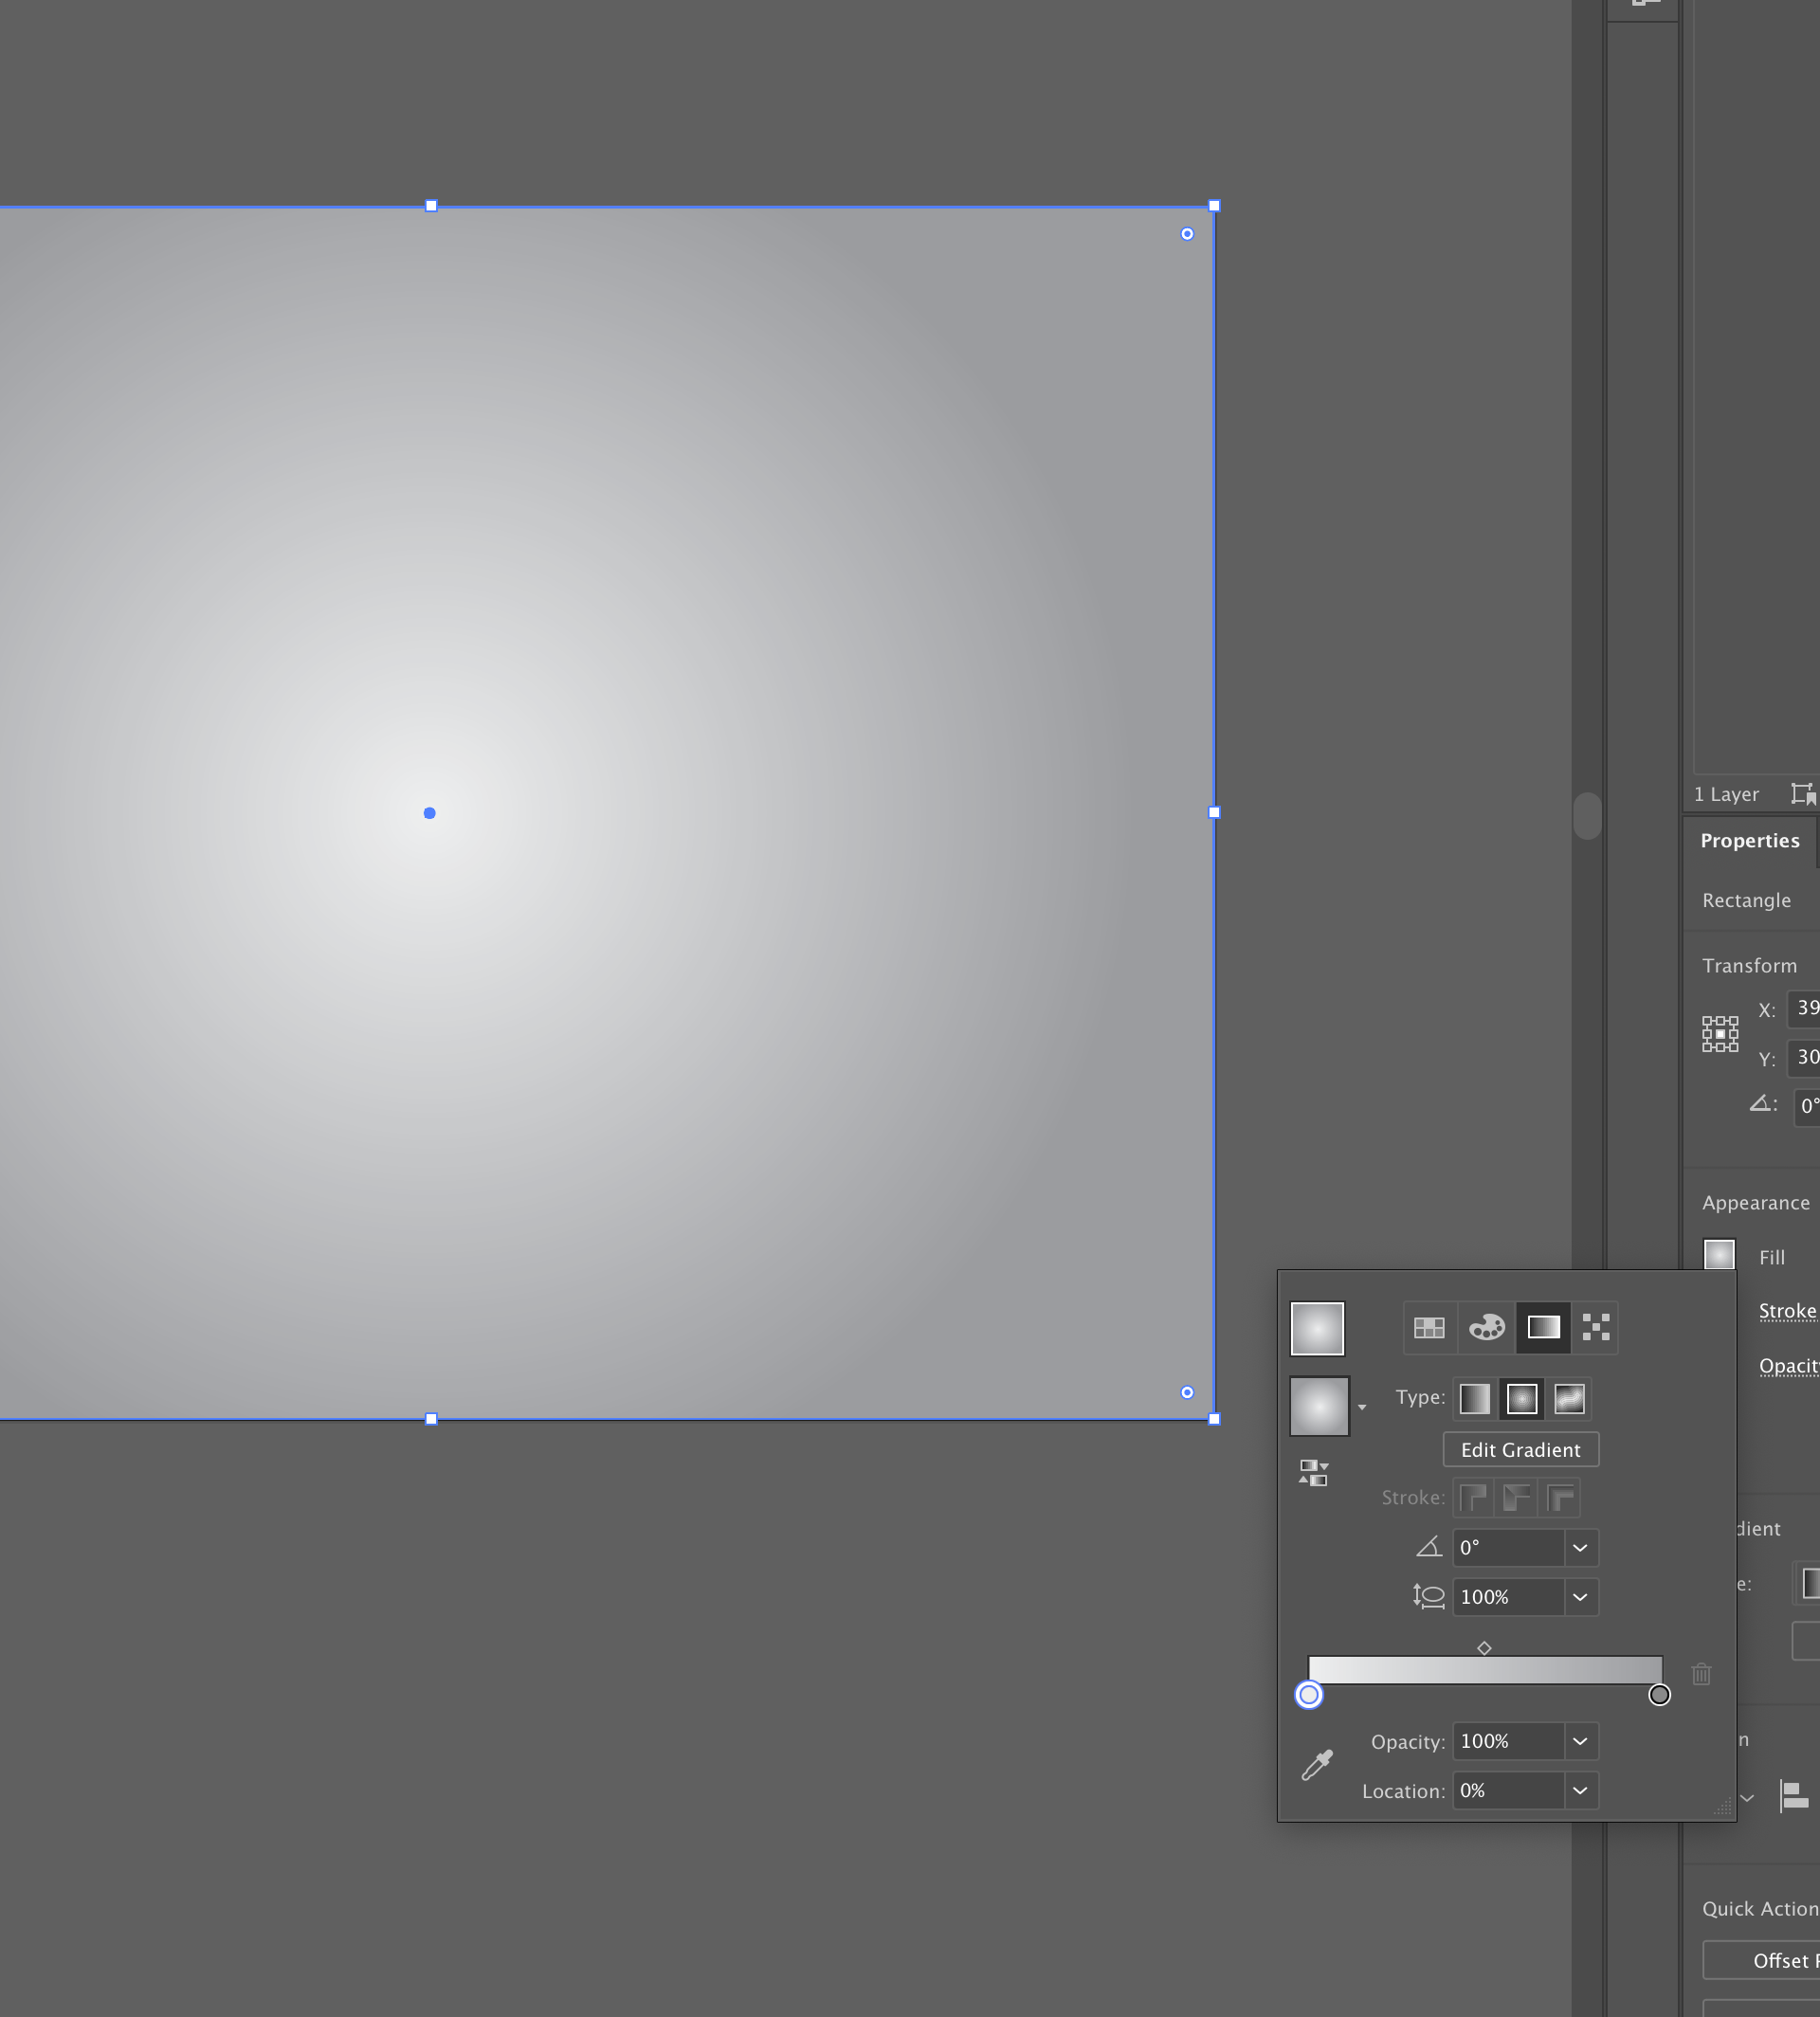 1 Layer
Properties
Rectangle
Transform
X: 39
Y: 30
0°
Appearance
Fill
Stroke
Opacit
Type:
Edit Gradient
Stroke:
dient
0°
e:
100%
Opacity: 100%
n
Location: 0%
Quick Action
Offset